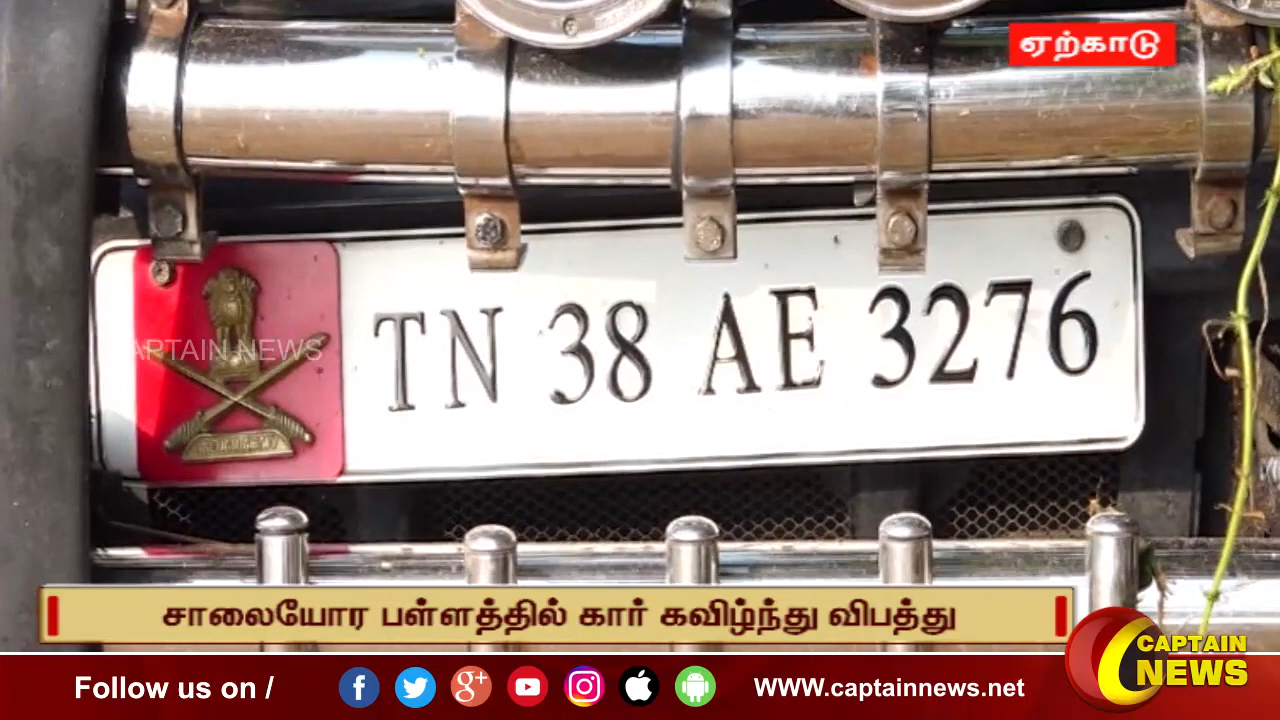 ஏற்காடு
CAPTAIN NEWS
TN 38 AE 3276
சாலையோர பள்ளத்தில் கார் கவிழ்ந்து விபத்து
CAPTAIN
NEWS
Follow us on /
WWW.captainnews.net